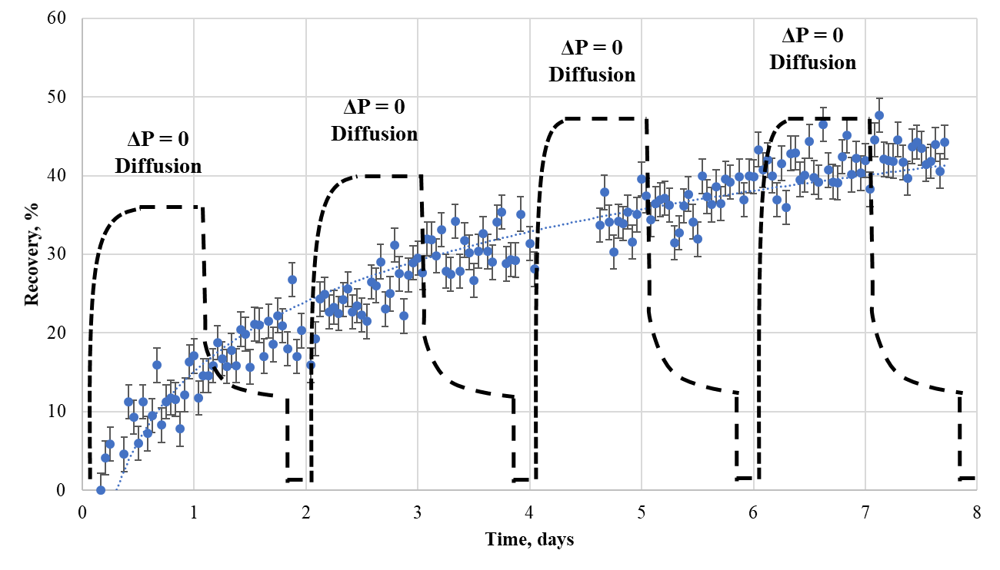 60
50
40
30
20
10
0
Recovery, %
ΔP = 0
Diffusion
ΔP = 0
Diffusion
ΔP = 0
Diffusion
ΔP = 0
Diffusion
0 1 2 3 4 5 6 7 8
Time, days